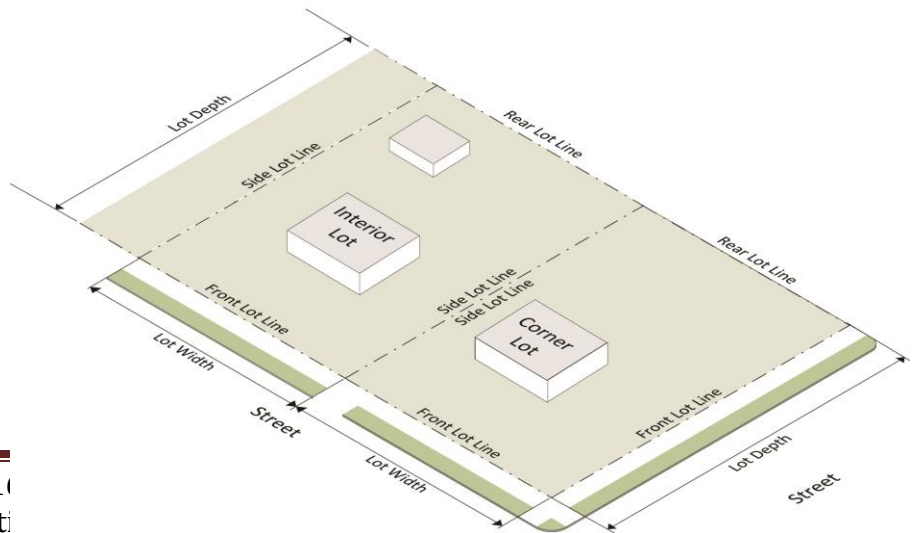 Lot Depth
Rear Lot Line
Side Lot Line
Interior
Lot
Rear Lot Line
Side Lot Line
Side Lot Line
Front Lot Line
Corner
Lot
Lot Width
Street
Front Lot Line
Front Lot Line
Lot Width
Lot Depth
Street